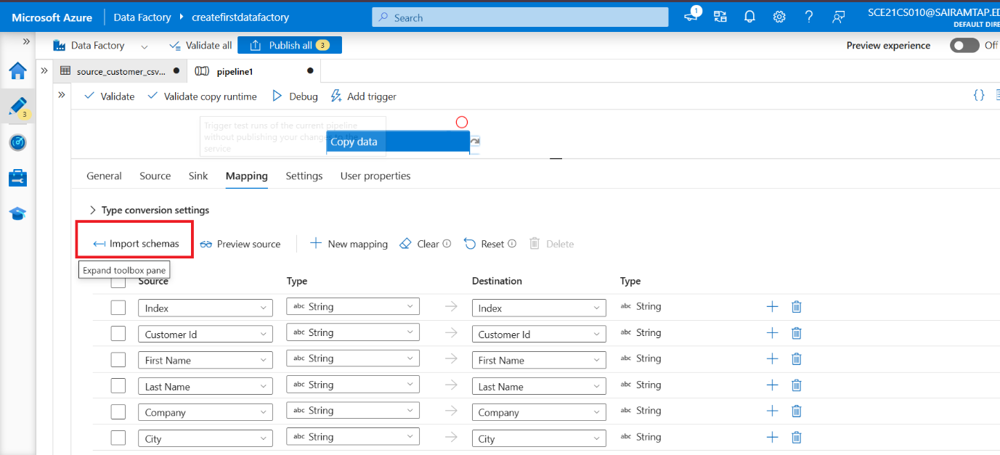 Microsoft Azure Data Factory createfirstdatafactory Search 1 SCE21CS010@SAIRAMTAP.ED
DEFAULT DIRE
Data Factory Validate all Publish all 3 Preview experience Off
source_customer_csv... pipeline1
Validate Validate copy runtime Debug Add trigger {}
3
Trigger test runs of the current pipeline
without publishing your changes to the
service
Copy data
General Source Sink Mapping Settings User properties
Type conversion settings
Import schemas Preview source New mapping Clear Reset Delete
Expand toolbox pane
Source Type Destination Type
Index abc String Index abc String
Customer Id abc String Customer Id abc String
First Name abc String First Name abc String
Last Name abc String Last Name abc String
Company abc String Company abc String
City abc String City abc String